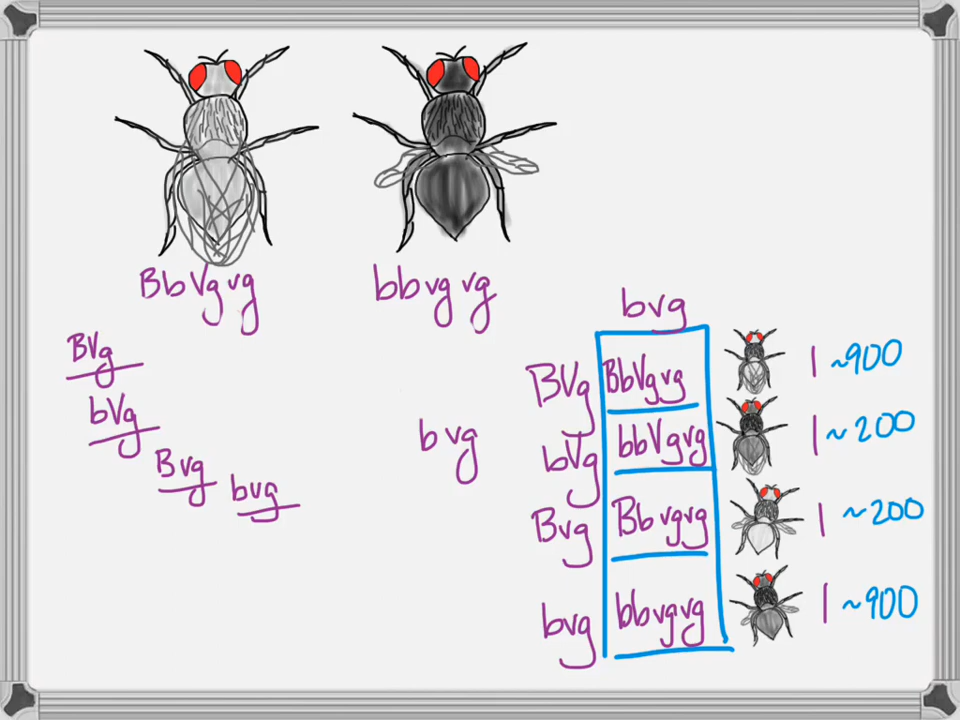 BbVgvg
bbvgvg
BVg
bVg
Bvg
bvg
bvg
bvg
BVg BbVgvg 1 ~900
bVg bbVgvg 1 ~200
Bvg Bbvgvg 1 ~200
bvg bbvgvg 1 ~900